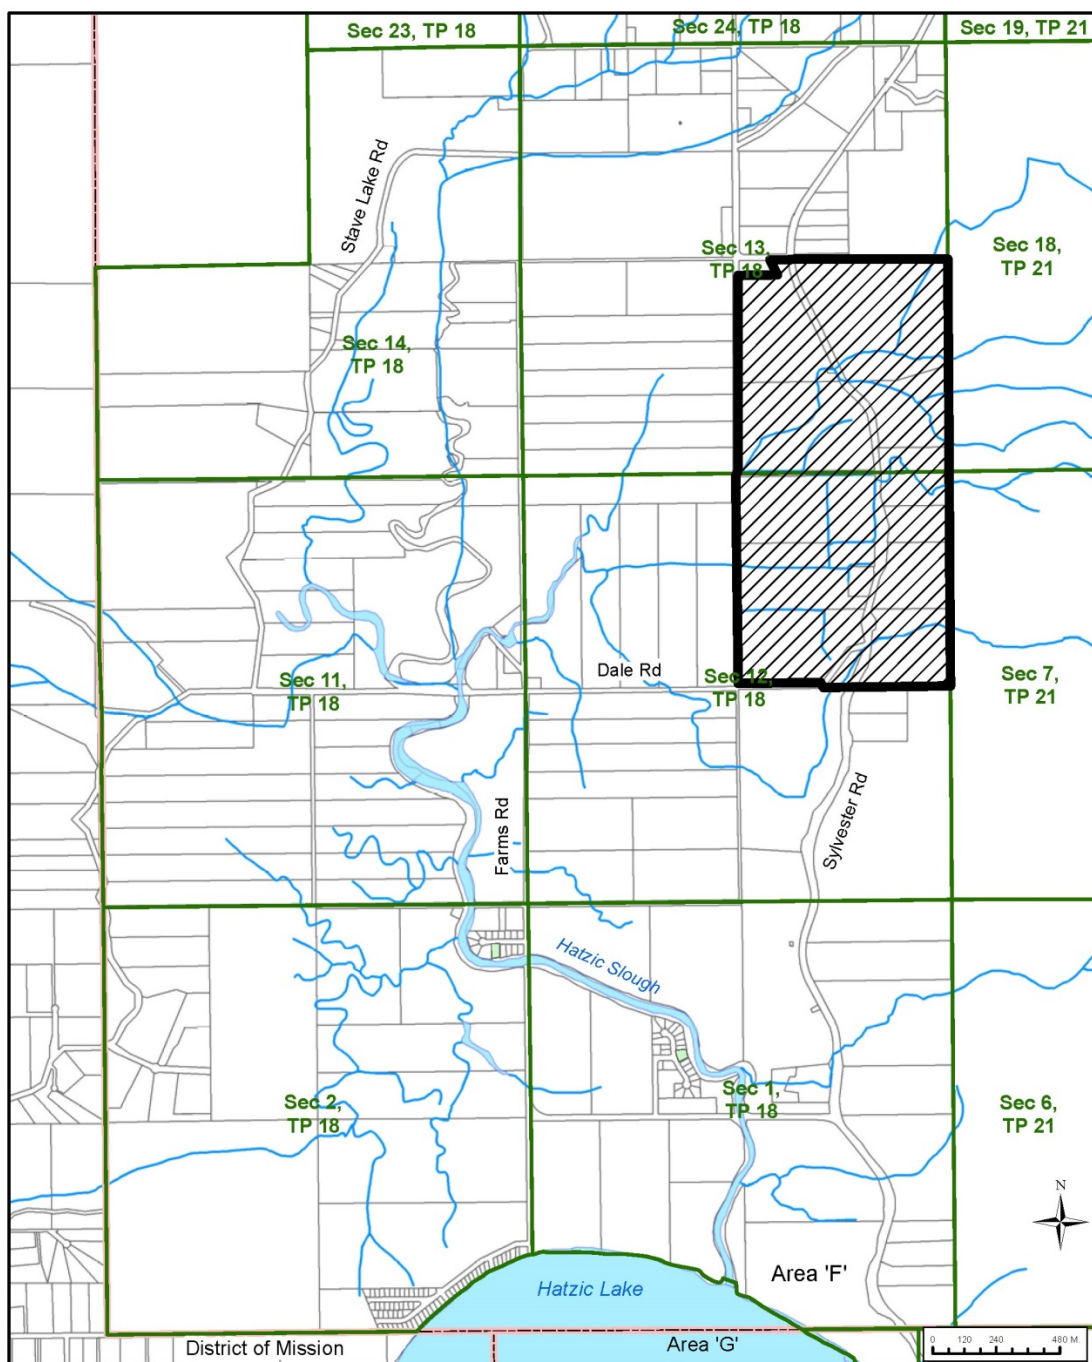 Sec 23, TP 18
Sec 24, TP 18
Sec 19, TP 21
Stave Lake Rd
Sec 13,
TP 18
Sec 18,
TP 21
Sec 14,
TP 18
Dale Rd
Sec 11,
TP 18
Sec 12,
TP 18
Sec 7,
TP 21
Farms Rd
Sylvester Rd
Hatzic Slough
Sec 2,
TP 18
Sec 1,
TP 18
Sec 6,
TP 21
N
Area 'F'
Hatzic Lake
District of Mission
Area 'G'
0 120 240 480 M